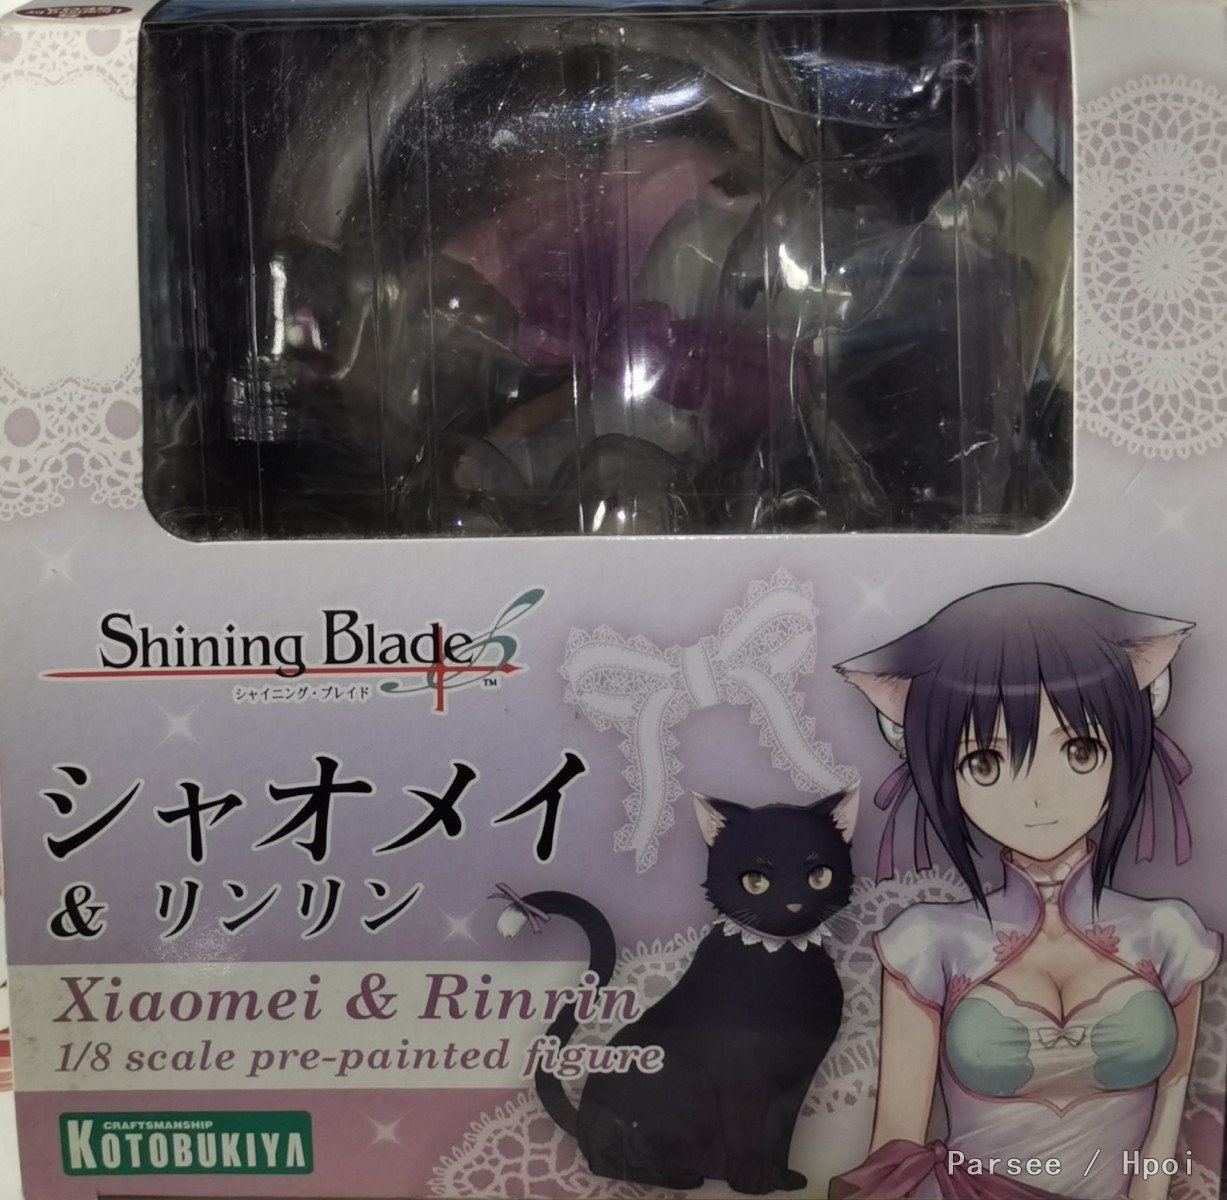 Shining Blade
TM
シャイニング・ブレイド
シャオメイ
& リンリン
Xiaomei & Rinrin
1/8 scale pre-painted figure
CRAFTSMANSHIP
KOTOBUKIYA
Parsee / Hpoi